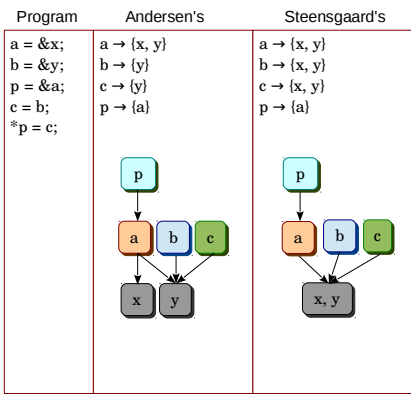 Program Andersen's Steensgaard's
a = &x; a → {x, y} a → {x, y}
b = &y; b → {y} b → {x, y}
p = &a; c → {y} c → {x, y}
c = b; p → {a} p → {a}
*p = c;
p p
a b c a b c
x y x, y